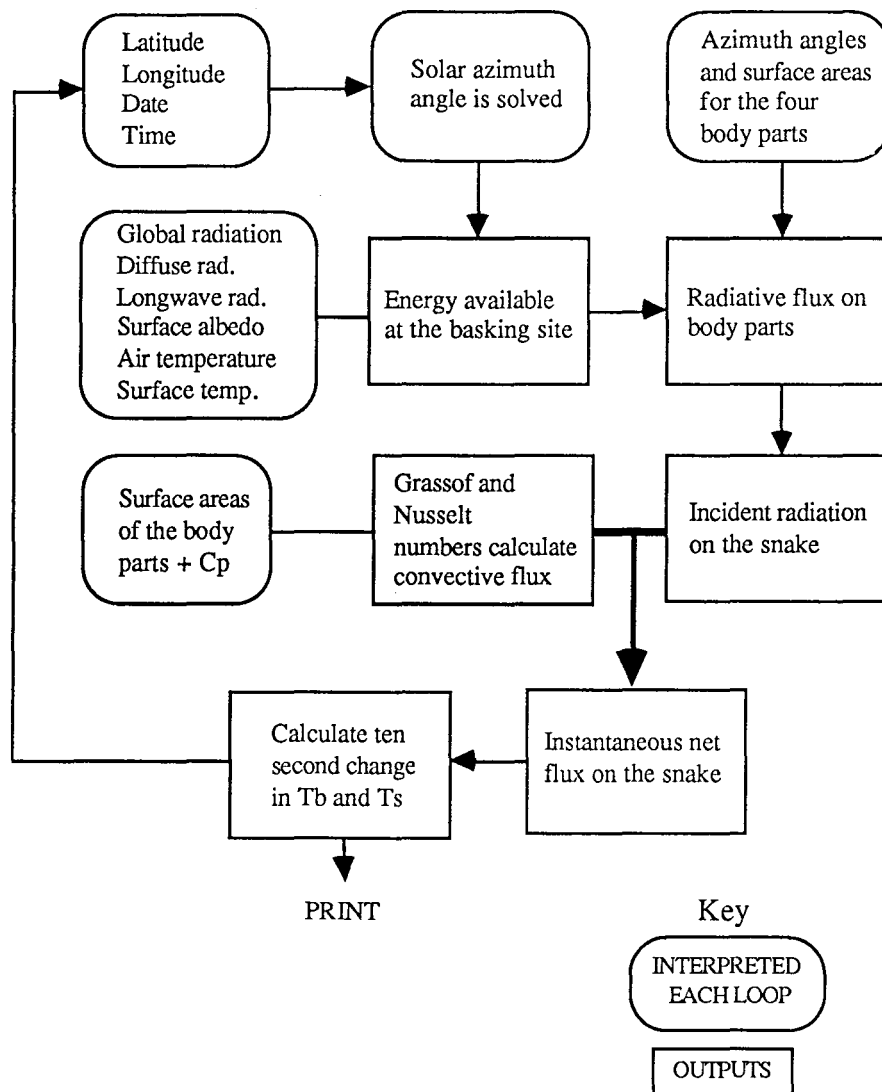 Latitude
Longitude
Date
Time
Solar azimuth
angle is solved
Azimuth angles
and surface areas
for the four
body parts
Global radiation
Diffuse rad.
Longwave rad.
Surface albedo
Air temperature
Surface temp.
Energy available
at the basking site
Radiative flux on
body parts
Surface areas
of the body
parts + Cp
Grassof and
Nusselt
numbers calculate
convective flux
Incident radiation
on the snake
Calculate ten
second change
in Tb and Ts
Instantaneous net
flux on the snake
PRINT
Key
INTERPRETED
EACH LOOP
OUTPUTS